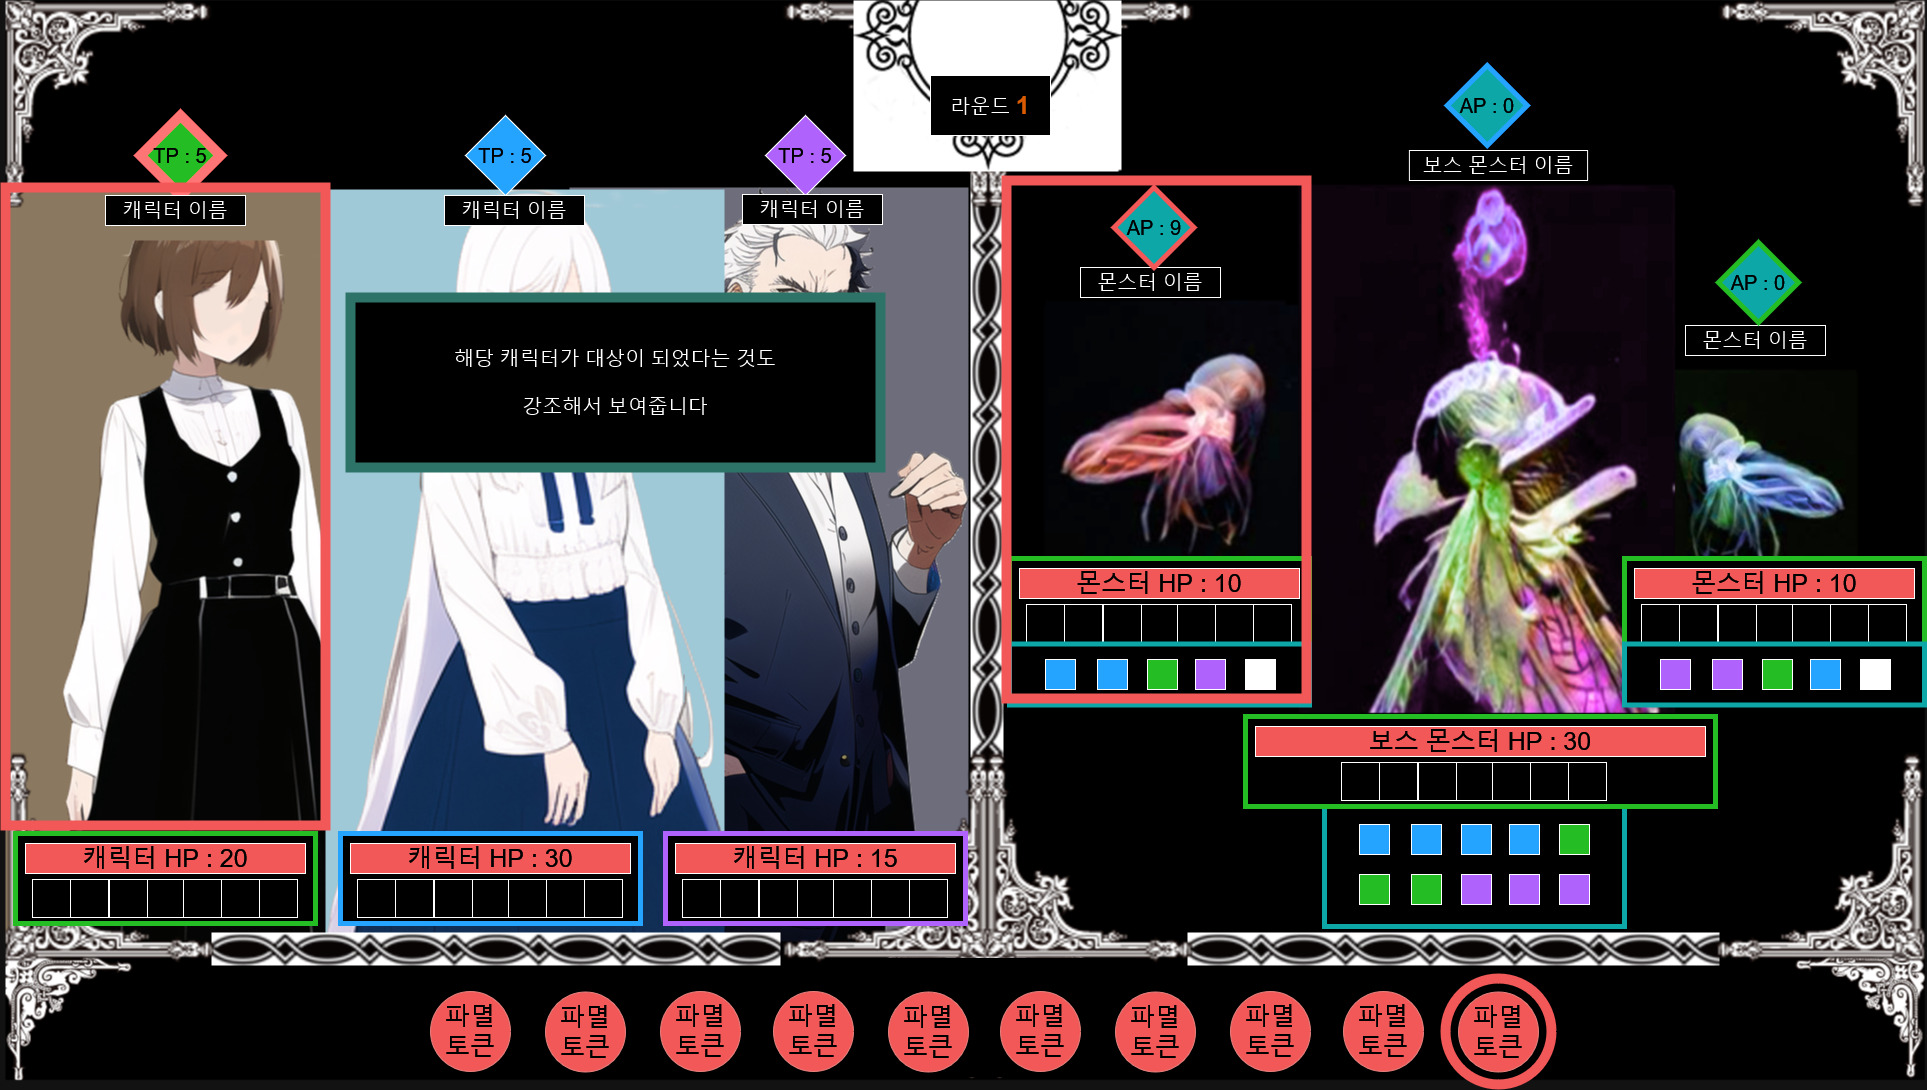 라운드 1
TP : 5
TP : 5
TP : 5
캐릭터 이름
캐릭터 이름
캐릭터 이름
해당 캐릭터가 대상이 되었다는 것도
강조해서 보여줍니다
AP : 0
보스 몬스터 이름
AP : 9
몬스터 이름
AP : 0
몬스터 이름
몬스터 HP : 10
몬스터 HP : 10
보스 몬스터 HP : 30
캐릭터 HP : 20
캐릭터 HP : 30
캐릭터 HP : 15
파멸
토큰
파멸
토큰
파멸
토큰
파멸
토큰
파멸
토큰
파멸
토큰
파멸
토큰
파멸
토큰
파멸
토큰
파멸
토큰